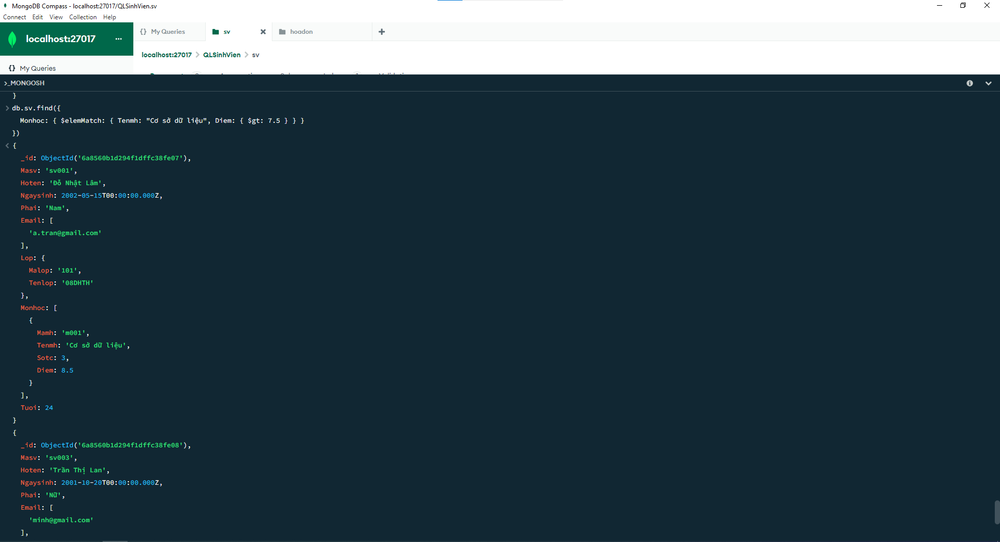 MongoDB Compass - localhost:27017/QLSinhVien.sv
Connect Edit View Collection Help
localhost:27017 ...
{} My Queries
sv
hoadon
localhost:27017 > QLSinhVien > sv
{} My Queries
>_MONGOSH
}
> db.sv.find({
Monhoc: { $elemMatch: { Tenmh: "Cơ sở dữ liệu", Diem: { $gt: 7.5 } } }
})
< {
_id: ObjectId('6a8560b1d294f1dffc38fe07'),
Masv: 'sv001',
Hoten: 'Đỗ Nhật Lâm',
Ngaysinh: 2002-05-15T00:00:00.000Z,
Phai: 'Nam',
Email: [
'a.tran@gmail.com'
],
Lop: {
Malop: '101',
Tenlop: '08DHTH'
},
Monhoc: [
{
Mamh: 'm001',
Tenmh: 'Cơ sở dữ liệu',
Sotc: 3,
Diem: 8.5
}
],
Tuoi: 24
}
{
_id: ObjectId('6a8560b1d294f1dffc38fe08'),
Masv: 'sv003',
Hoten: 'Trần Thị Lan',
Ngaysinh: 2001-10-20T00:00:00.000Z,
Phai: 'Nữ',
Email: [
'minh@gmail.com'
],